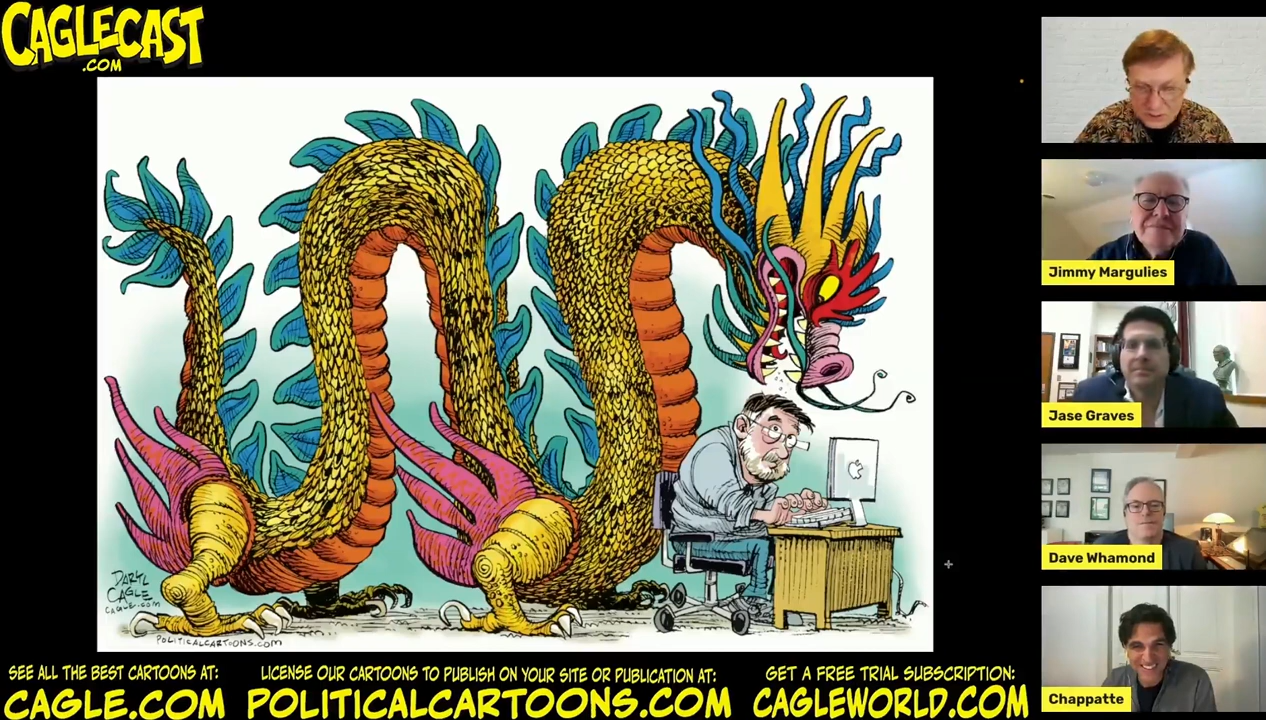 CAGLECAST
.COM
Jimmy Margulies
Jase Graves
Dave Whamond
Chappatte
DARYL
CAGLE
CAGLE.COM
POLITICALCARTOONS.COM
SEE ALL THE BEST CARTOONS AT:
CAGLE.COM
LICENSE OUR CARTOONS TO PUBLISH ON YOUR SITE OR PUBLICATION AT:
POLITICALCARTOONS.COM
GET A FREE TRIAL SUBSCRIPTION:
CAGLEWORLD.COM